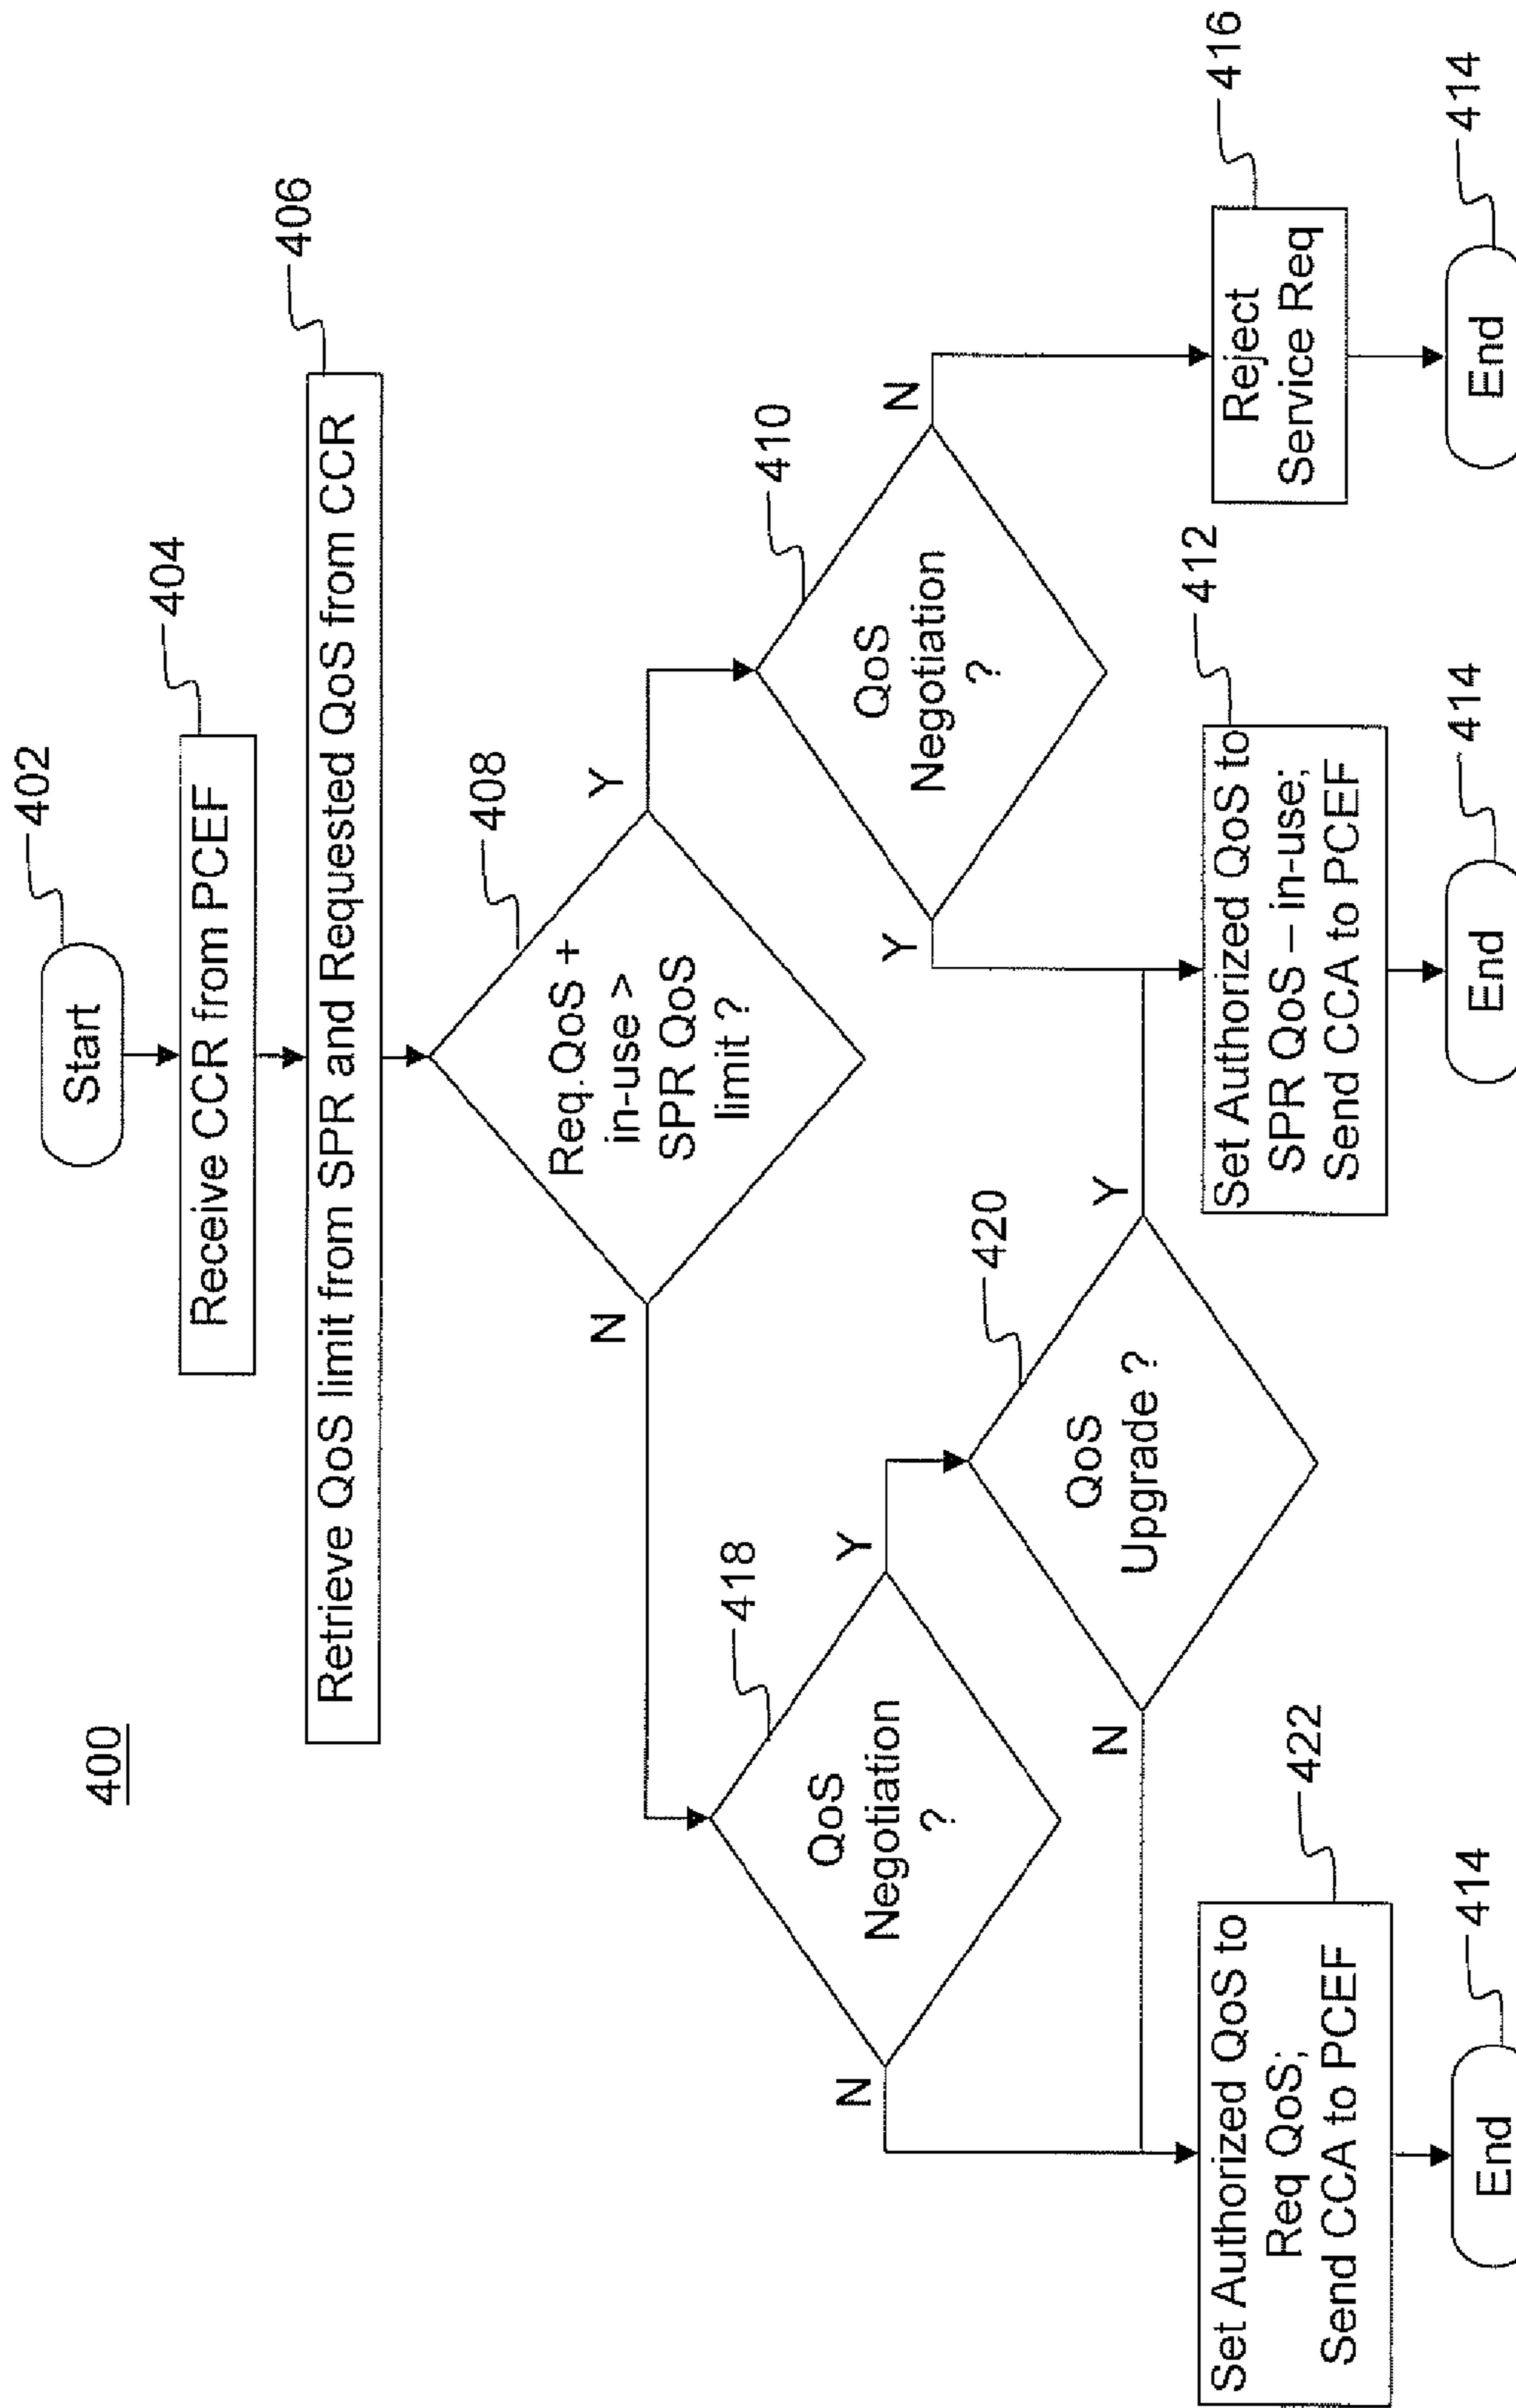 400
Start
402
Receive CCR from PCEF
404
Retrieve QoS limit from SPR and Requested QoS from CCR
406
Req.QoS +
in-use >
SPR QoS
limit ?
408
N
Y
QoS
Negotiation
?
418
N
Y
QoS
Negotiation
?
410
Y
N
QoS
Upgrade ?
420
N
Y
Set Authorized QoS to
Req QoS;
Send CCA to PCEF
422
Set Authorized QoS to
SPR QoS – in-use;
Send CCA to PCEF
412
Reject
Service Req
416
End
414
End
414
End
414